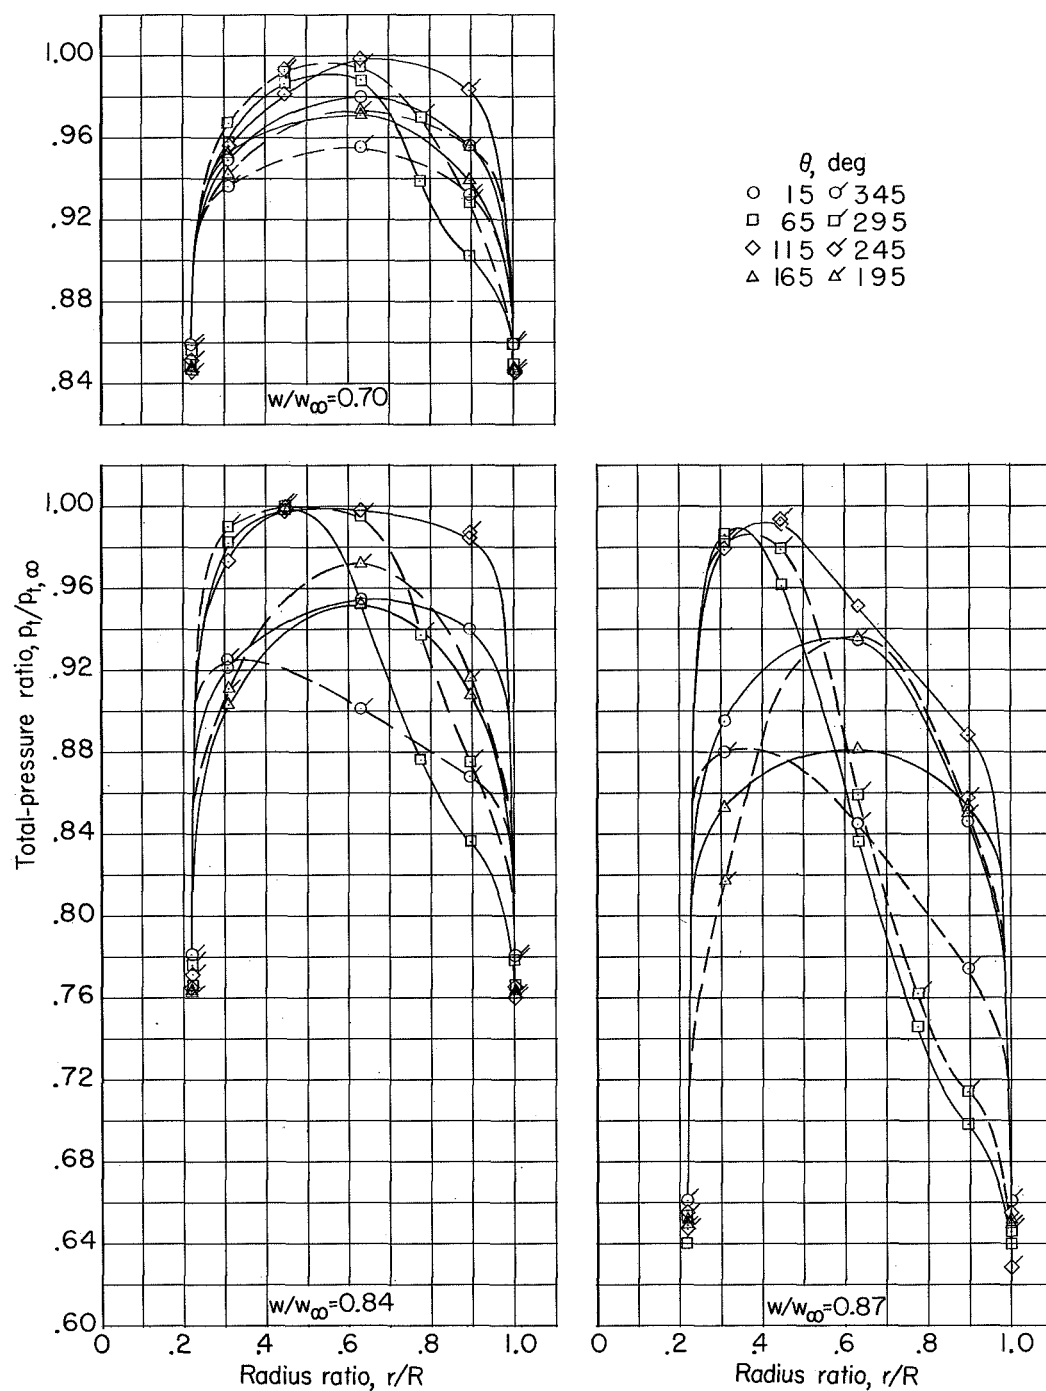 1.00
.96
.92
.88
.84
w/w∞=0.70
θ, deg
15 345
65 295
115 245
165 195
Total-pressure ratio, pt/pt,∞
1.00
.96
.92
.88
.84
.80
.76
.72
.68
.64
.60
w/w∞=0.84
w/w∞=0.87
0 .2 .4 .6 .8 1.0
0 .2 .4 .6 .8 1.0
Radius ratio, r/R
Radius ratio, r/R